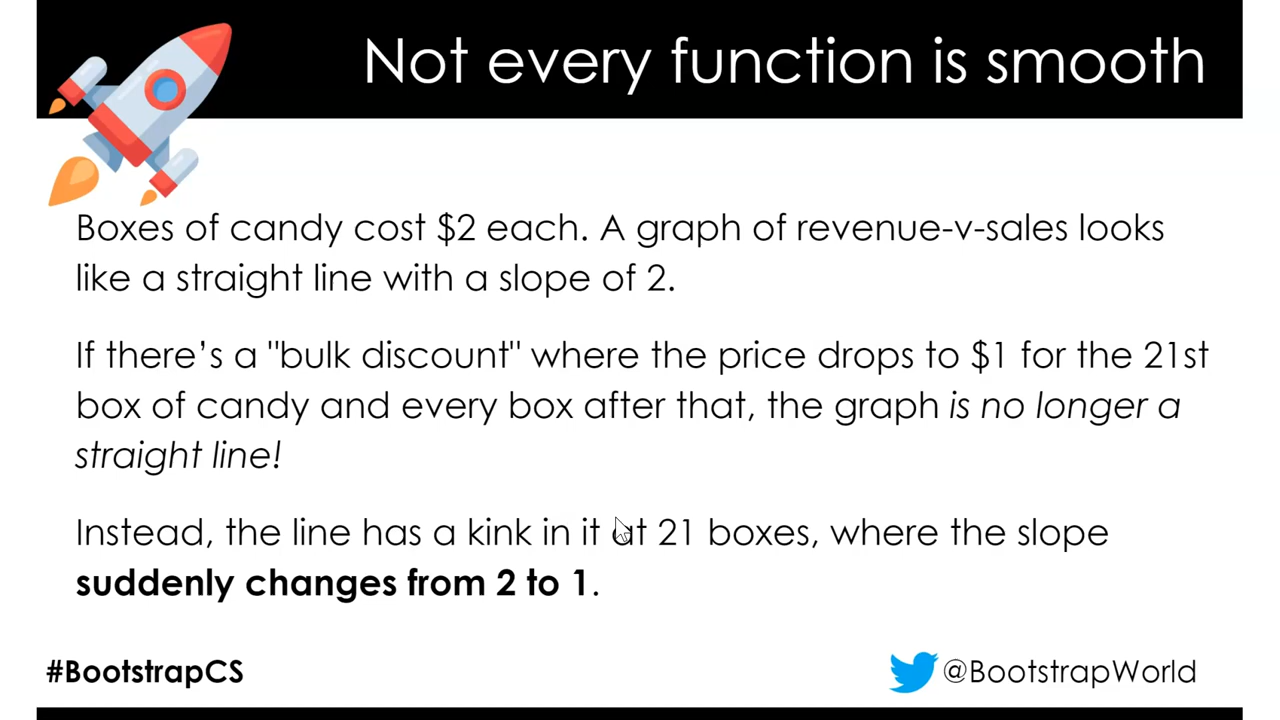 Not every function is smooth
Boxes of candy cost $2 each. A graph of revenue-v-sales looks
like a straight line with a slope of 2.
If there’s a "bulk discount" where the price drops to $1 for the 21st
box of candy and every box after that, the graph is no longer a
straight line!
Instead, the line has a kink in it at 21 boxes, where the slope
suddenly changes from 2 to 1.
#BootstrapCS
@BootstrapWorld